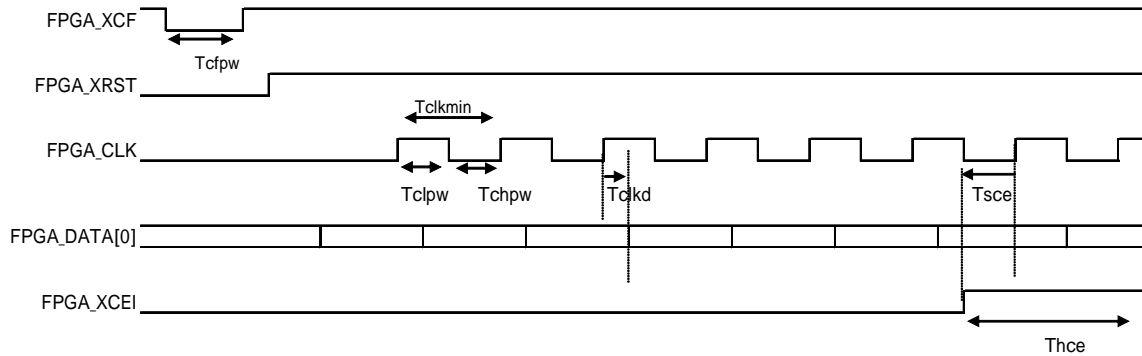 FPGA_XCF
Tcfpw
FPGA_XRST
Tclkmin
FPGA_CLK
Tclpw Tchpw Tclkd Tsce
FPGA_DATA[0]
FPGA_XCEI
Thce